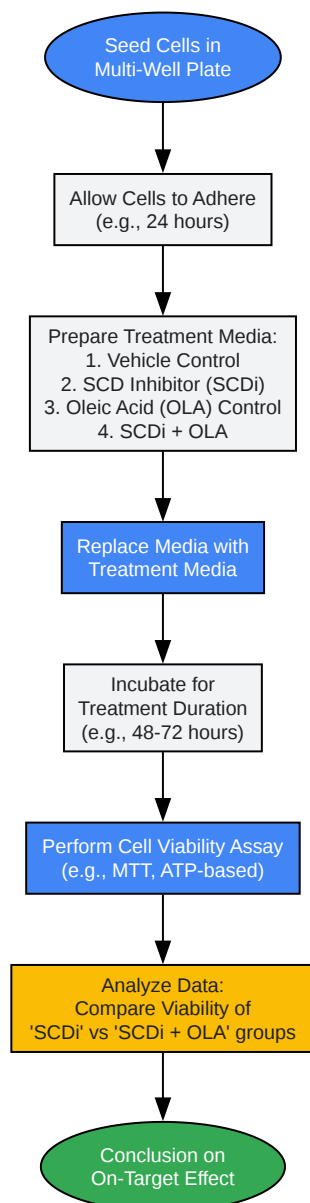 Seed Cells in
Multi-Well Plate
Allow Cells to Adhere
(e.g., 24 hours)
Prepare Treatment Media:
1. Vehicle Control
2. SCD Inhibitor (SCDi)
3. Oleic Acid (OLA) Control
4. SCDi + OLA
Replace Media with
Treatment Media
Incubate for
Treatment Duration
(e.g., 48-72 hours)
Perform Cell Viability Assay
(e.g., MTT, ATP-based)
Analyze Data:
Compare Viability of
'SCDi' vs 'SCDi + OLA' groups
Conclusion on
On-Target Effect